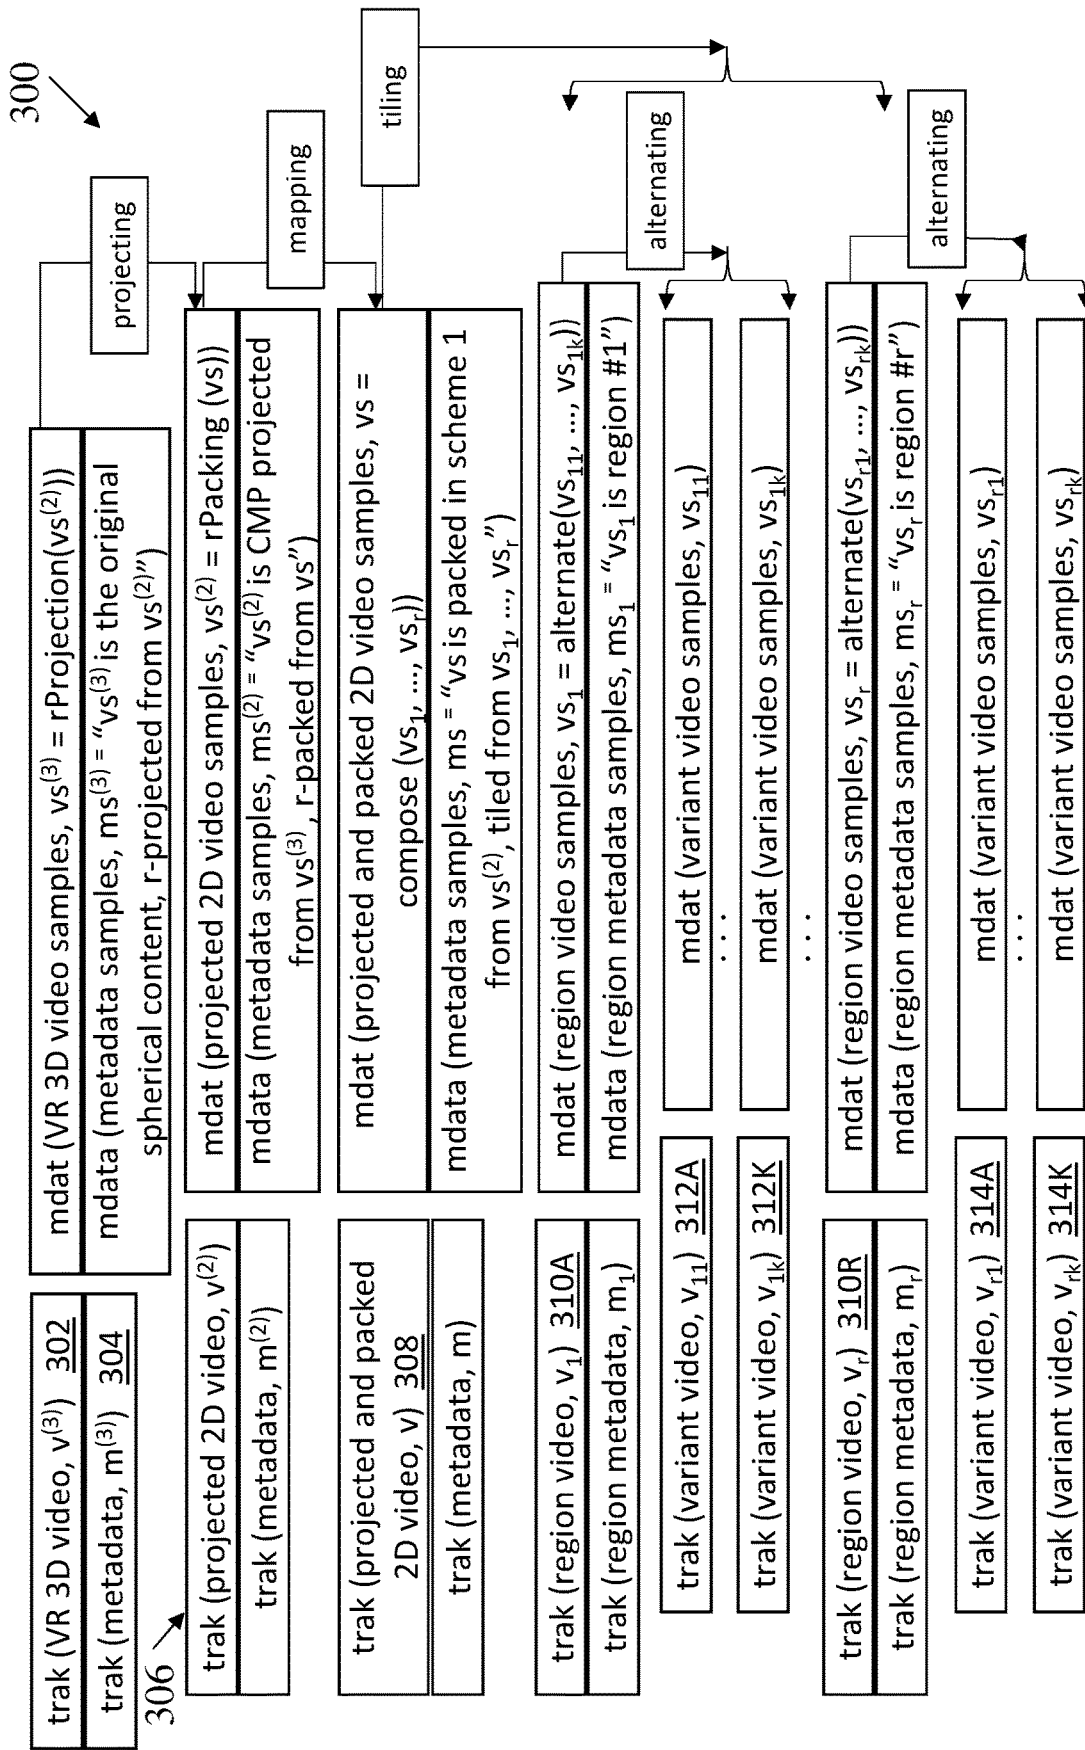 300
trak (VR 3D video, v(3)) 302
trak (metadata, m(3)) 304
mdat (VR 3D video samples, vs(3) = rProjection(vs(2)))
mdata (metadata samples, ms(3) = “vs(3) is the original
spherical content, r-projected from vs(2)”)
projecting
306
trak (projected 2D video, v(2))
trak (metadata, m(2))
mdat (projected 2D video samples, vs(2) = rPacking (vs))
mdata (metadata samples, ms(2) = “vs(2) is CMP projected
from vs(3) , r-packed from vs”)
mapping
trak (projected and packed
2D video, v) 308
trak (metadata, m)
mdat (projected and packed 2D video samples, vs =
compose (vs1, ..., vsr))
mdata (metadata samples, ms = “vs is packed in scheme 1
from vs(2), tiled from vs1, ..., vsr”)
tiling
trak (region video, v1) 310A
trak (region metadata, m1)
mdat (region video samples, vs1 = alternate(vs11, ..., vs1k))
mdata (region metadata samples, ms1 = “vs1 is region #1”)
alternating
trak (variant video, v11) 312A
mdat (variant video samples, vs11)
...
trak (variant video, v1k) 312K
mdat (variant video samples, vs1k)
...
trak (region video, vr) 310R
trak (region metadata, mr)
mdat (region video samples, vsr = alternate(vsr1, ..., vsrk))
mdata (region metadata samples, msr = “vsr is region #r”)
alternating
trak (variant video, vr1) 314A
mdat (variant video samples, vsr1)
...
trak (variant video, vrk) 314K
mdat (variant video samples, vsrk)